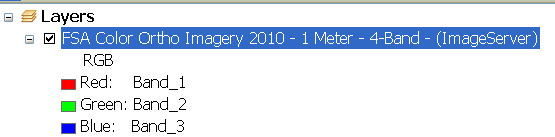 Layers
FSA Color Ortho Imagery 2010 - 1 Meter - 4-Band - (ImageServer)
RGB
Red: Band_1
Green: Band_2
Blue: Band_3